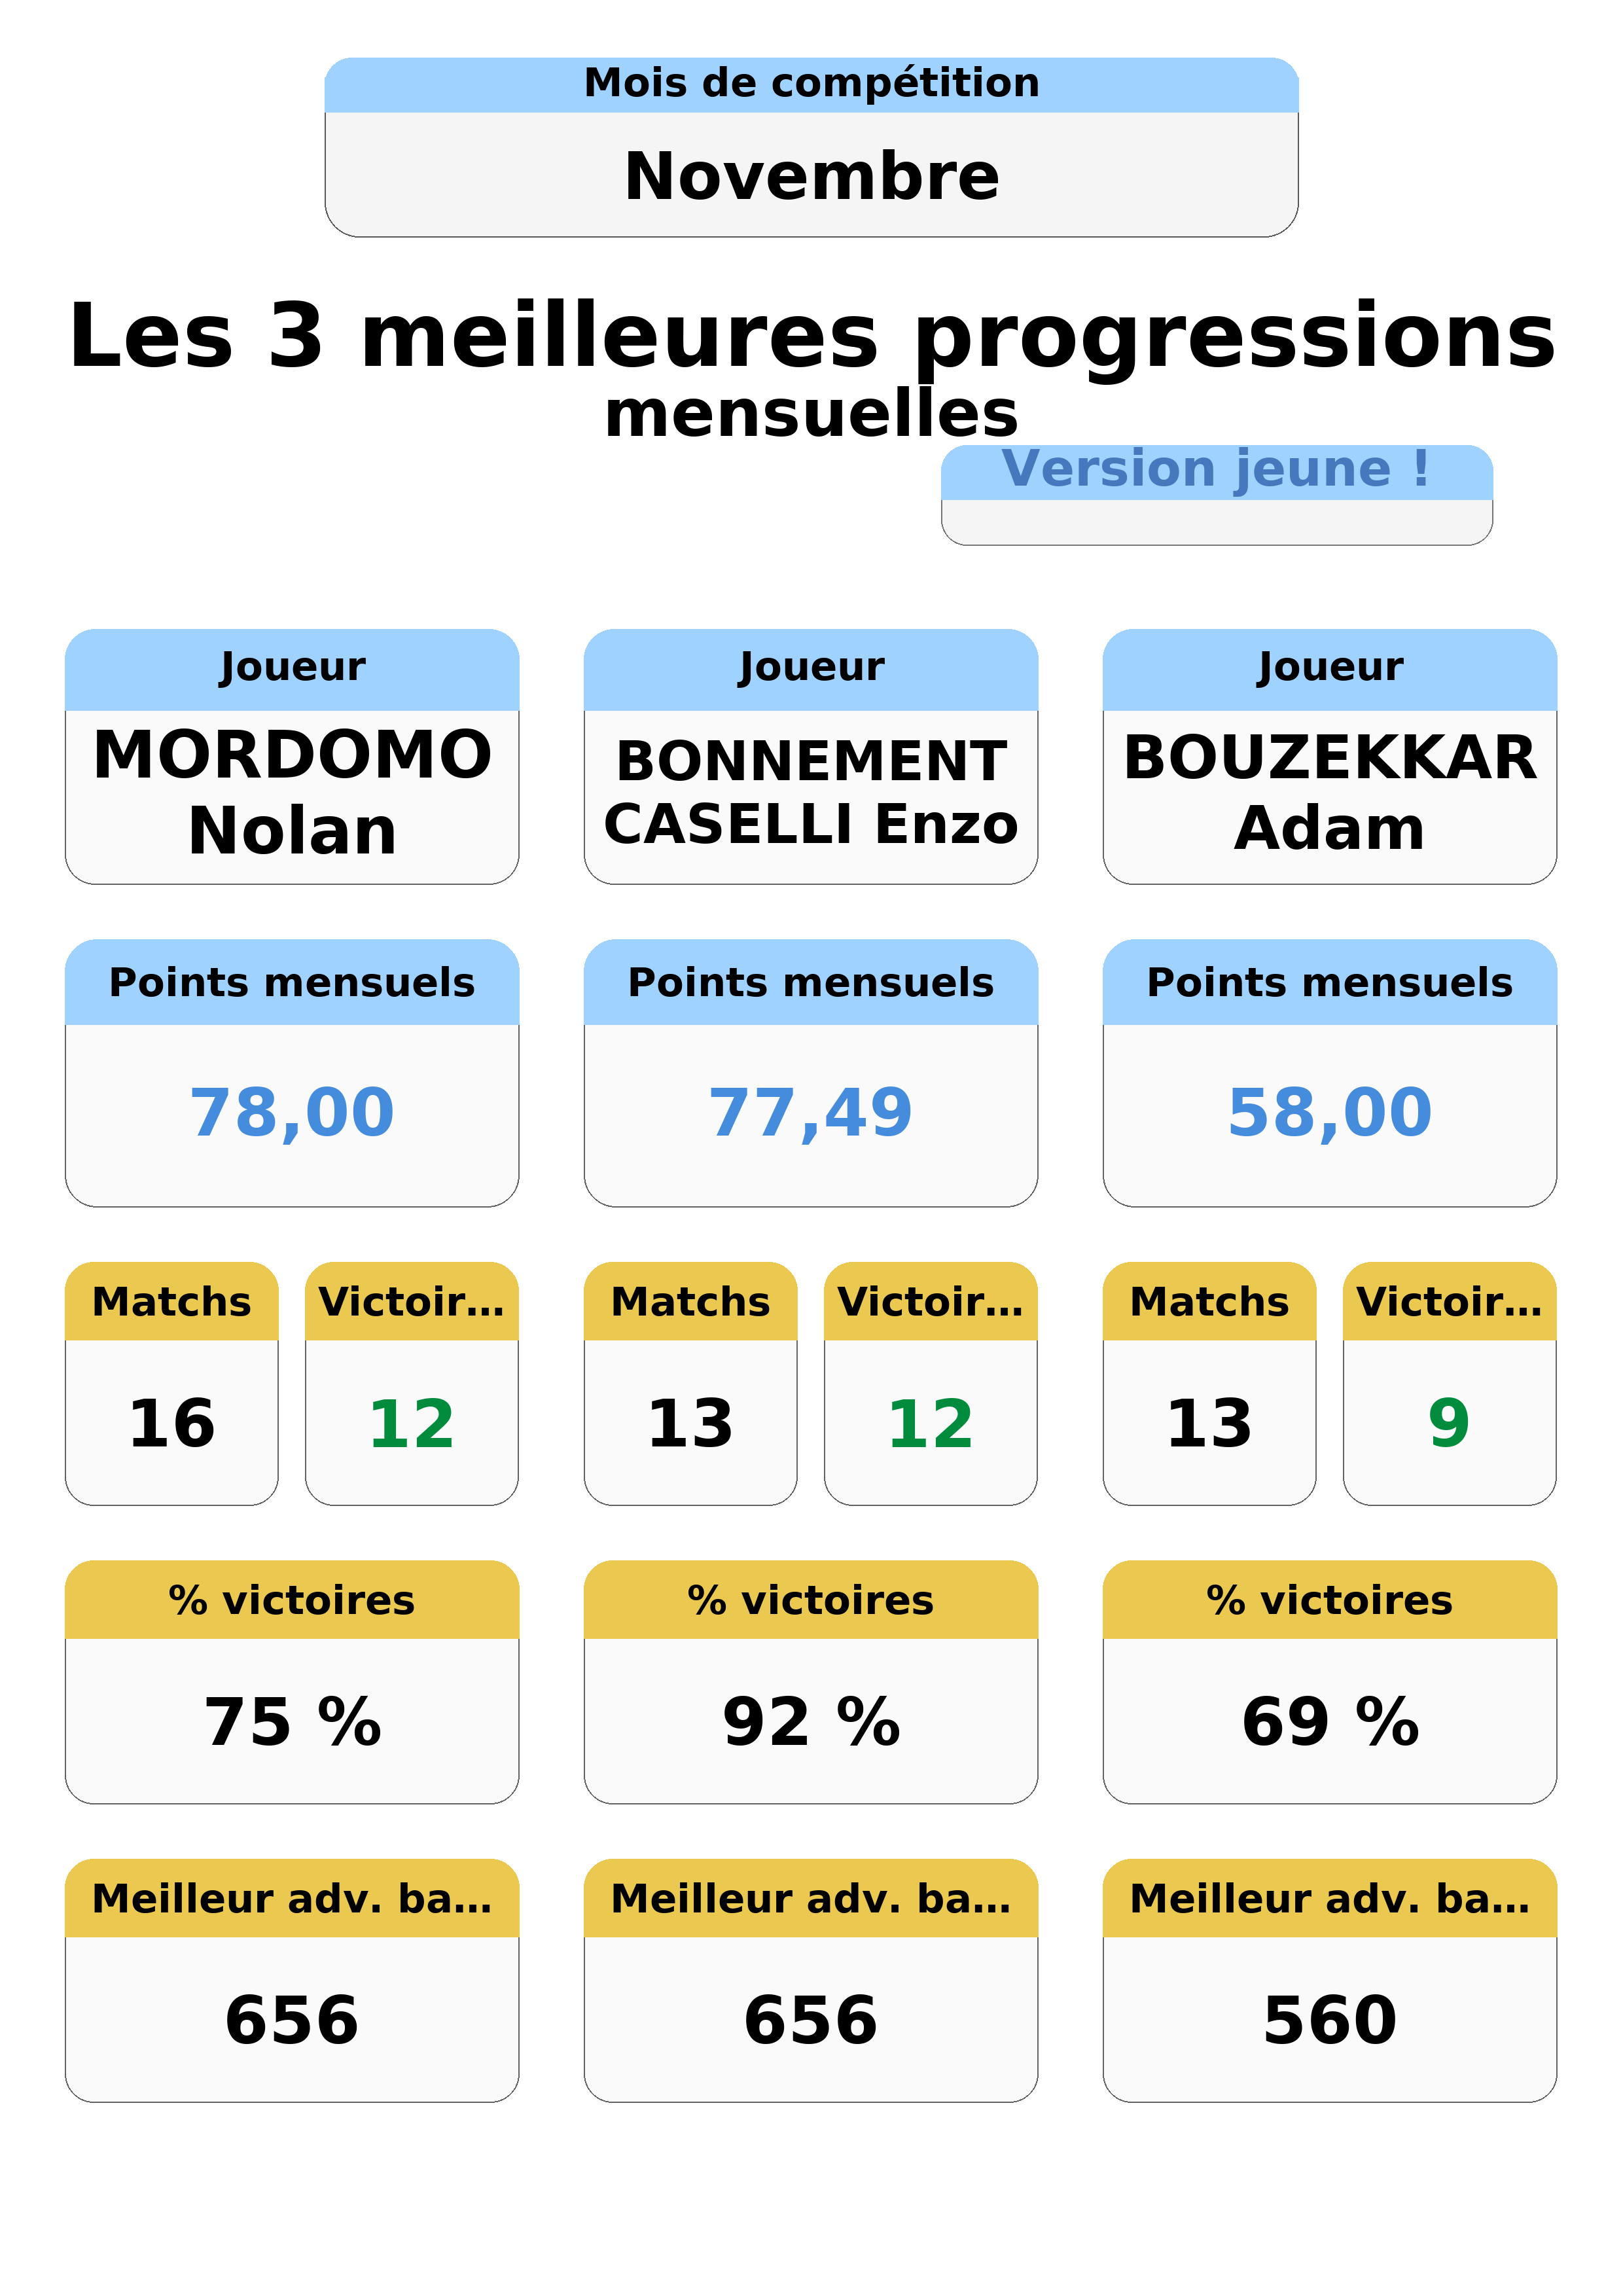 Mois de compétition
Novembre
Les 3 meilleures progressions
mensuelles
Version jeune !
Joueur
MORDOMO
Nolan
Joueur
BONNEMENT
CASELLI Enzo
Joueur
BOUZEKKAR
Adam
Points mensuels
78,00
Points mensuels
77,49
Points mensuels
58,00
Matchs
16
Victoir...
12
Matchs
13
Victoir...
12
Matchs
13
Victoir...
9
% victoires
75 %
% victoires
92 %
% victoires
69 %
Meilleur adv. ba...
656
Meilleur adv. ba...
656
Meilleur adv. ba...
560